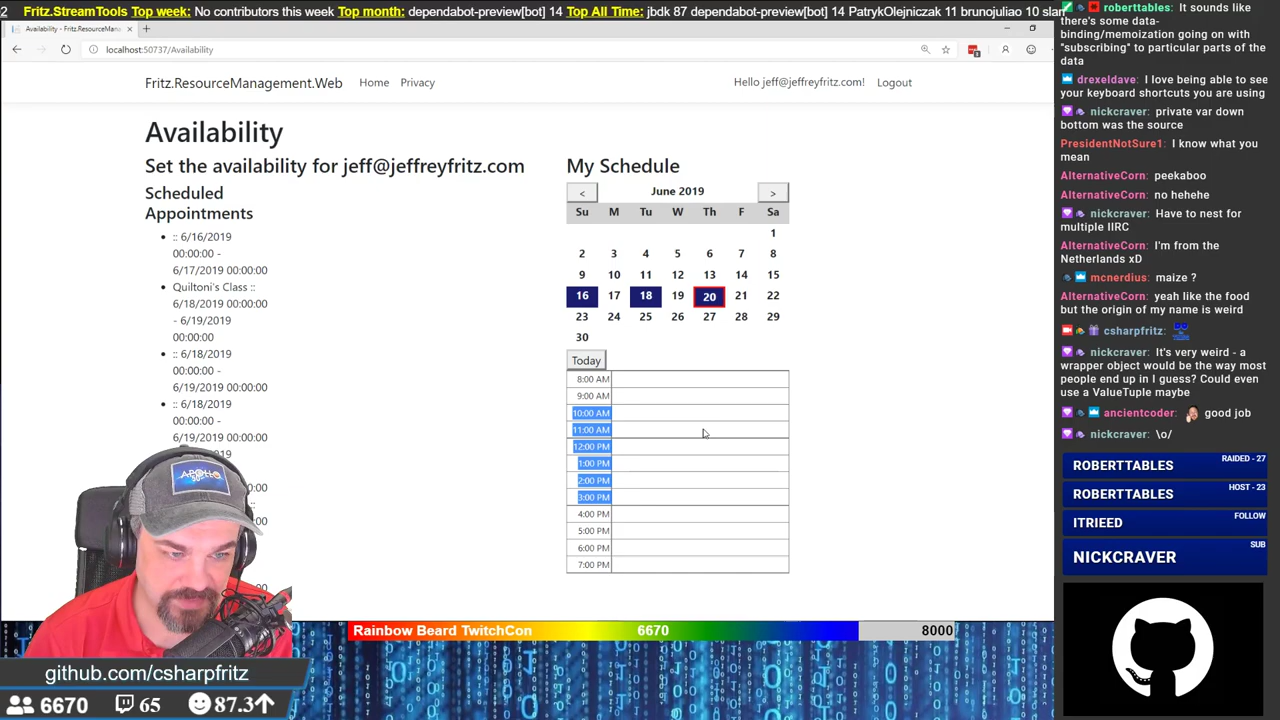 2 Fritz.StreamTools Top week: No contributors this week Top month: dependabot-preview[bot] 14 Top All Time: jbdk 87 dependabot-preview[bot] 14 PatrykOlejniczak 11 brunojuliao 10 slam
Availability - Fritz.ResourceMana
localhost:50737/Availability
Fritz.ResourceManagement.Web Home Privacy Hello jeff@jeffreyfritz.com! Logout
Availability
Set the availability for jeff@jeffreyfritz.com
Scheduled
Appointments
:: 6/16/2019
00:00:00 -
6/17/2019 00:00:00
Quiltoni's Class ::
6/18/2019 00:00:00
- 6/19/2019
00:00:00
:: 6/18/2019
00:00:00 -
6/19/2019 00:00:00
:: 6/18/2019
00:00:00 -
6/19/2019 00:00:00
My Schedule
< June 2019 >
Su M Tu W Th F Sa
1
2 3 4 5 6 7 8
9 10 11 12 13 14 15
16 17 18 19 20 21 22
23 24 25 26 27 28 29
30
Today
8:00 AM
9:00 AM
10:00 AM
11:00 AM
12:00 PM
1:00 PM
2:00 PM
3:00 PM
4:00 PM
5:00 PM
6:00 PM
7:00 PM
APOLLO
50
Rainbow Beard TwitchCon 6670 8000
github.com/csharpfritz
6670 65 87.3↑
roberttables: It sounds like
there's some data-
binding/memoization going on with
"subscribing" to particular parts of the
data
drexeldave: I love being able to see
your keyboard shortcuts you are using
nickcraver: private var down
bottom was the source
PresidentNotSure1: I know what you
mean
AlternativeCorn: peekaboo
AlternativeCorn: no hehehe
nickcraver: Have to nest for
multiple IIRC
AlternativeCorn: I'm from the
Netherlands xD
mcnerdius: maize ?
AlternativeCorn: yeah like the food
but the origin of my name is weird
csharpfritz:
nickcraver: It's very weird - a
wrapper object would be the way most
people end up in I guess? Could even
use a ValueTuple maybe
ancientcoder: good job
nickcraver: \o/
ROBERTTABLES RAIDED - 27
ROBERTTABLES HOST - 23
ITRIEED FOLLOW
NICKCRAVER SUB